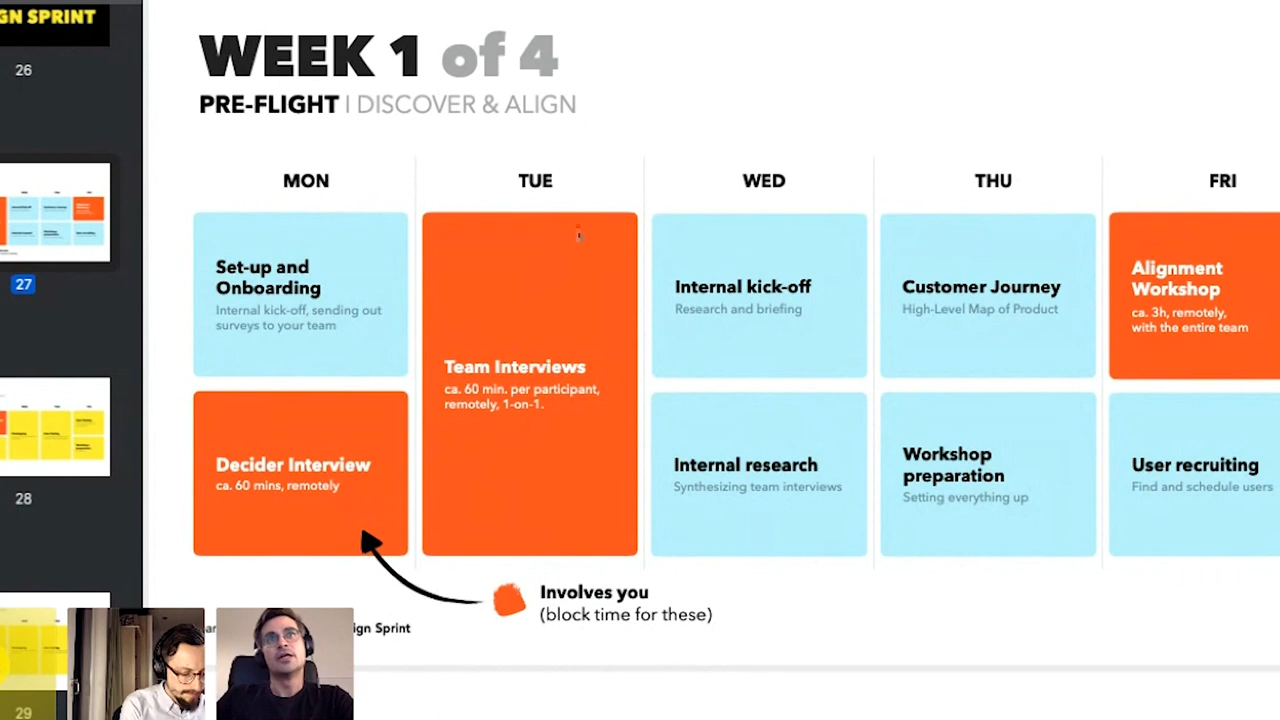 GN SPRINT
26
27
28
29
WEEK 1 of 4
PRE-FLIGHT | DISCOVER & ALIGN
MON
TUE
WED
THU
FRI
Set-up and
Onboarding
Internal kick-off, sending out
surveys to your team
Decider Interview
ca. 60 mins, remotely
Team Interviews
ca. 60 min. per participant,
remotely, 1-on-1.
Internal kick-off
Research and briefing
Internal research
Synthesizing team interviews
Customer Journey
High-Level Map of Product
Workshop
preparation
Setting everything up
Alignment
Workshop
ca. 3h, remotely,
with the entire team
User recruiting
Find and schedule users
Involves you
(block time for these)
ign Sprint